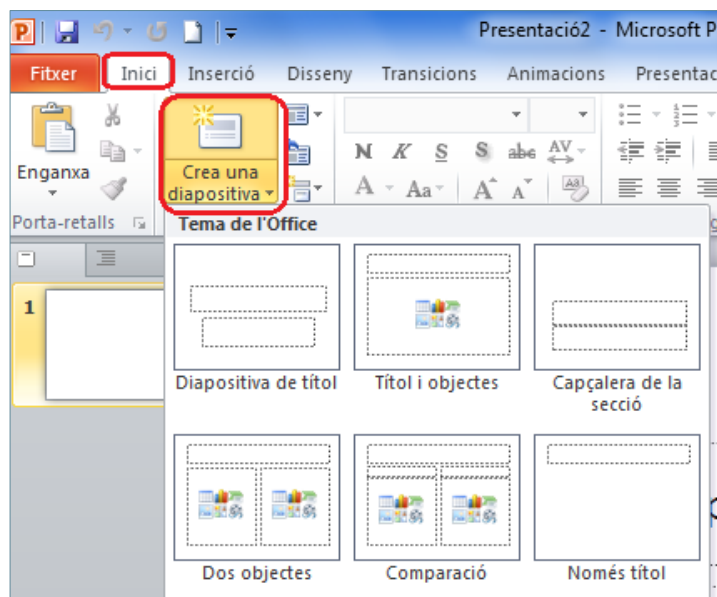 Presentació2 - Microsoft P
Fitxer Inici Inserció Disseny Transicions Animacions Presentac
Enganxa
Crea una
diapositiva
N K S S abc AV
A Aa A A
Porta-retalls
Tema de l'Office
1
Diapositiva de títol
Títol i objectes
Capçalera de la
secció
Dos objectes
Comparació
Només títol